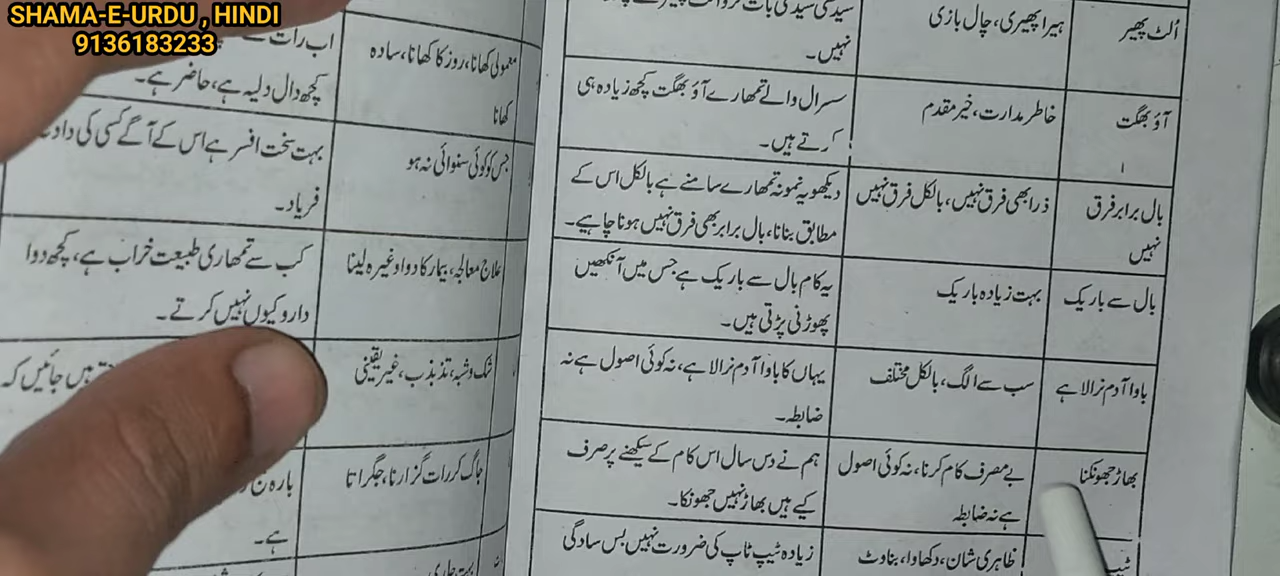 SHAMA-E-URDU , HINDI
9136183233
اُلٹ پھیر
ہیرا پھیری، چال بازی
نہیں۔
آؤ بھگت
خاطر مدارت، خیر مقدم
سسرال والے تمھارے آؤ بھگت کچھ زیادہ ہی
کرتے ہیں۔
بال برابر فرق
نہیں
ذرا بھی فرق نہیں، بالکل فرق نہیں
دیکھو یہ نمونہ تمھارے سامنے ہے بالکل اس کے
مطابق بنانا، بال برابر بھی فرق نہیں ہونا چاہیے۔
بال سے باریک
بہت زیادہ باریک
یہ کام بال سے باریک ہے جس میں آنکھیں
پھوڑنی پڑتی ہیں۔
باوا آدم نرالا ہے
سب سے الگ، بالکل مختلف
یہاں کا باوا آدم نرالا ہے، نہ کوئی اصول ہے نہ
ضابطہ۔
بھاڑ جھونکنا
بے مصرف کام کرنا، نہ کوئی اصول
ہے نہ ضابطہ
ہم نے دس سال اس کام کے سیکھنے پر صرف
کیے ہیں بھاڑ نہیں جھونکا۔
ظاہری شان، دکھاوا، بناوٹ
زیادہ ٹیپ ٹاپ کی ضرورت نہیں بس سادگی
معمولی کھانا، روز کا کھانا، سادہ
کھانا
اب رات
کچھ دال دلیہ ہے، حاضر ہے۔
جس کو کوئی سنوائی نہ ہو
بہت سخت افسر ہے اس کے آگے کسی کی داد
فریاد۔
علاج معالجہ، بیمار کا دوا وغیرہ لینا
کب سے تمھاری طبیعت خراب ہے، کچھ دوا
دارو کیوں نہیں کرتے۔
شک و شبہ، تذبذب، غیر یقینی
ہیں جائیں کہ
جاگ کر رات گزارنا، جگراتا
بارہ
ہے۔